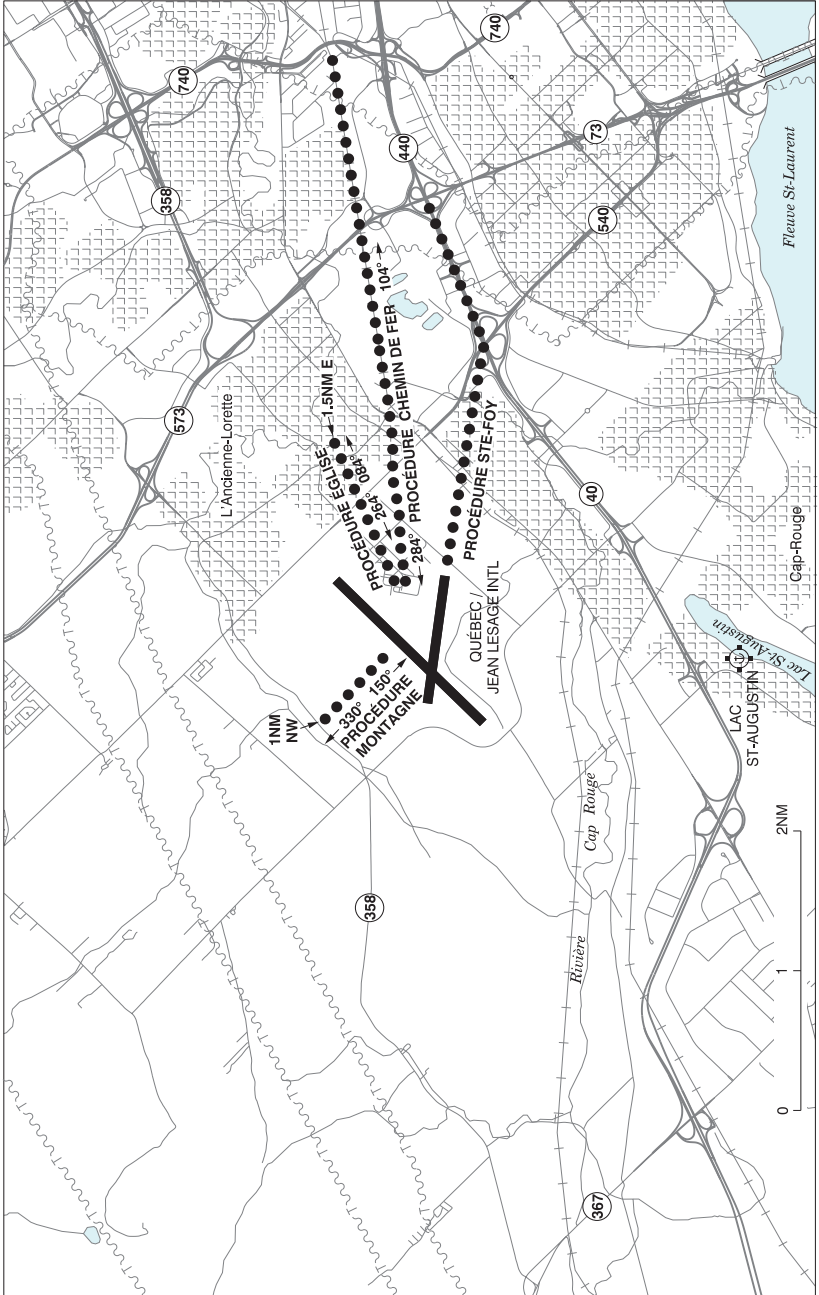 740
740
358
573
440
73
540
40
358
367
L'Ancienne-Lorette
1.5NM E
PROCÉDURE ÉGLISE
264° 084°
104°
PROCÉDURE CHEMIN DE FER
284°
PROCÉDURE STE-FOY
1NM
NW
330° 150°
PROCÉDURE
MONTAGNE
QUÉBEC /
JEAN LESAGE INTL
Fleuve St-Laurent
Cap-Rouge
Lac St-Augustin
LAC
ST-AUGUSTIN
Rivière Cap Rouge
0 1 2NM